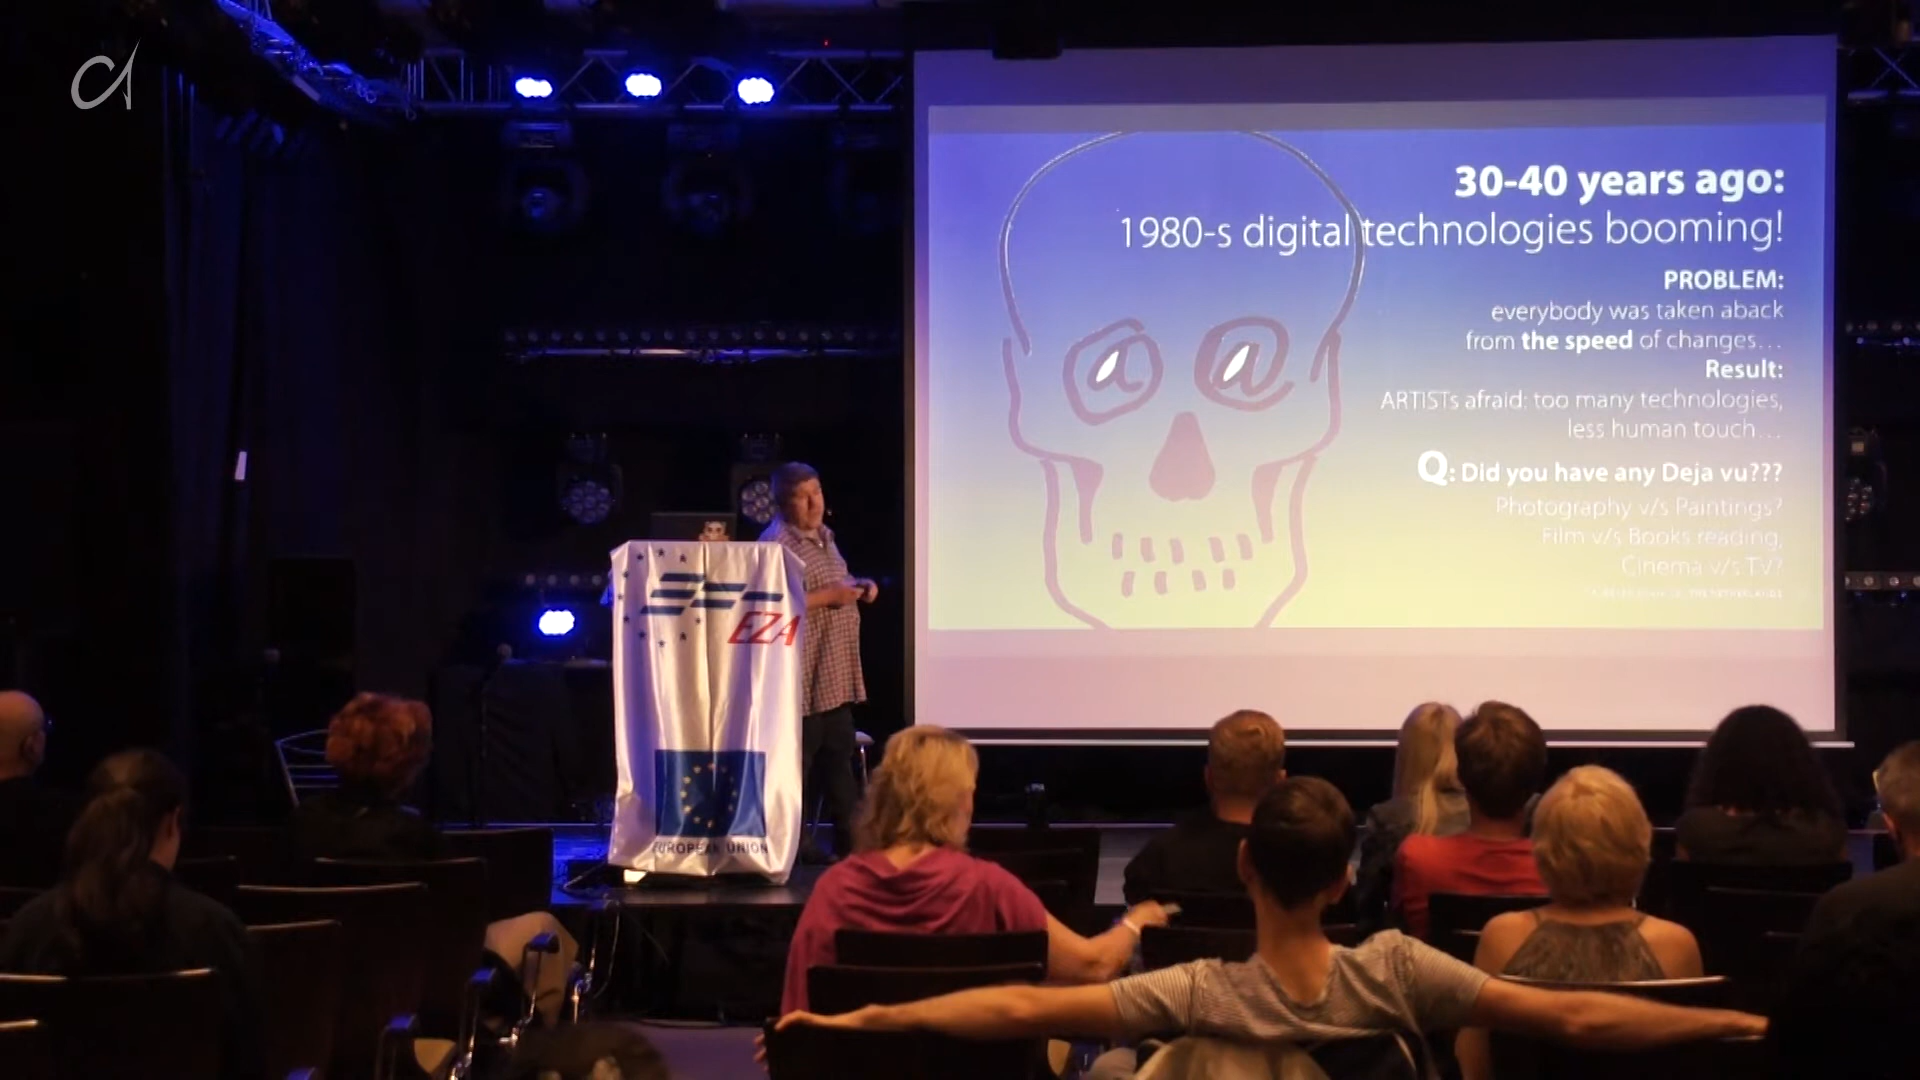 30-40 years ago:
1980-s digital technologies booming!
PROBLEM:
everybody was taken aback
from the speed of changes...
Result:
ARTISTs afraid: too many technologies,
less human touch...
Q: Did you have any Deja vu???
Photography v/s Paintings?
Film v/s Books reading,
Cinema v/s TV?
EZA
EUROPEAN UNION